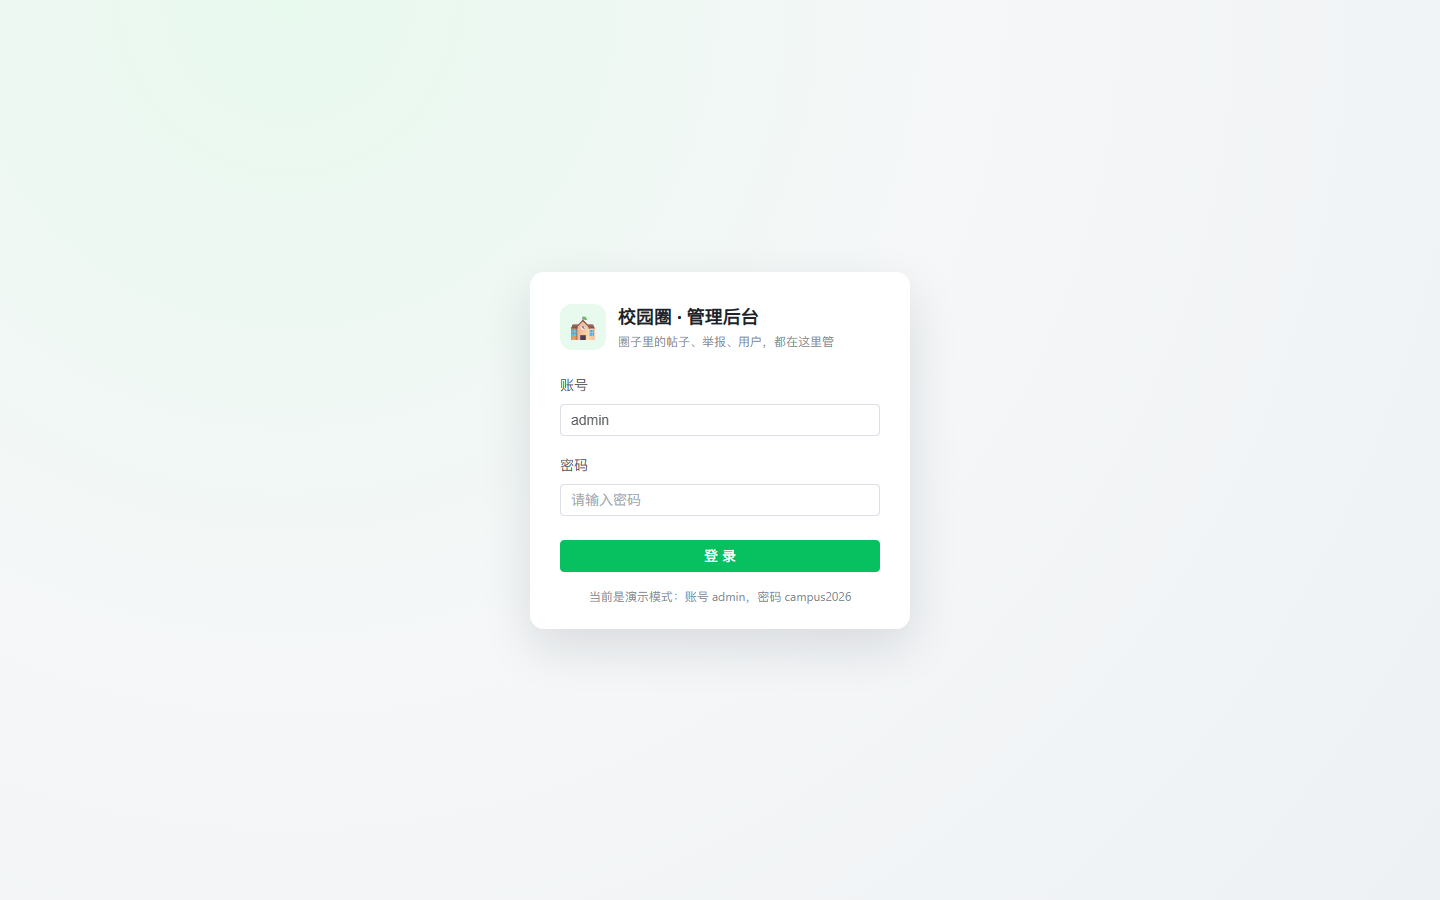 校园圈 · 管理后台
圈子里的帖子、举报、用户，都在这里管
账号
admin
密码
请输入密码
登 录
当前是演示模式：账号 admin，密码 campus2026